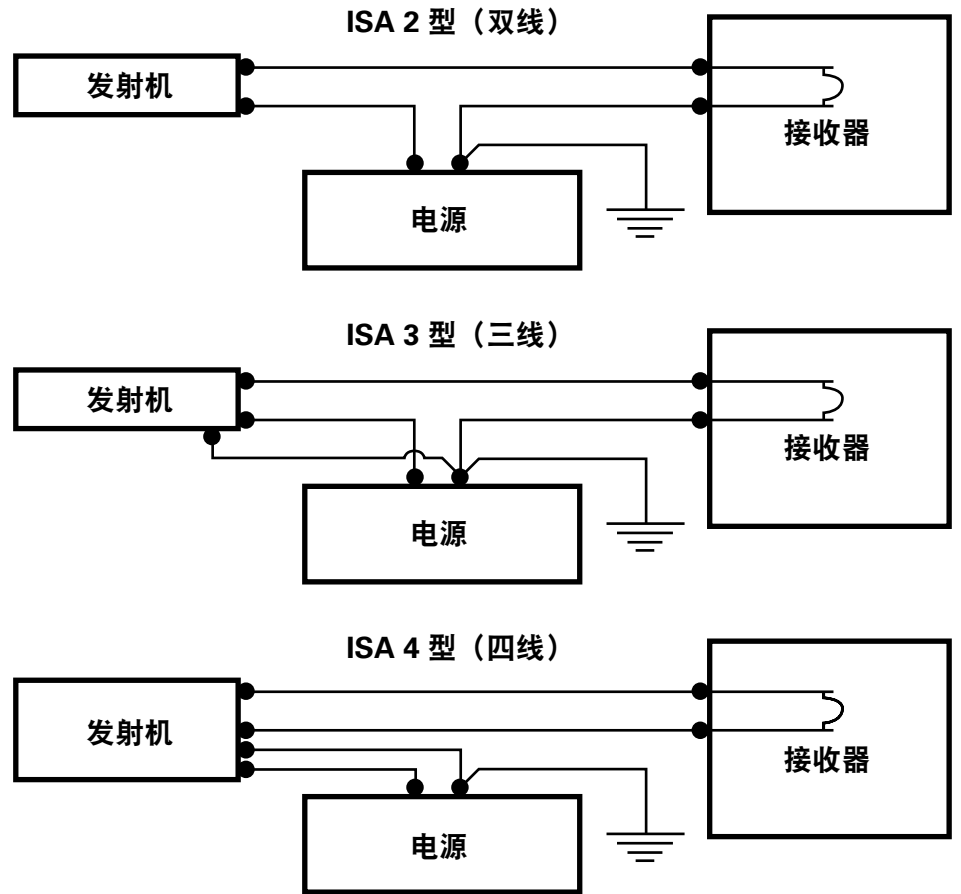 ISA 2 型（双线）
发射机
接收器
电源
ISA 3 型（三线）
发射机
接收器
电源
ISA 4 型（四线）
发射机
接收器
电源